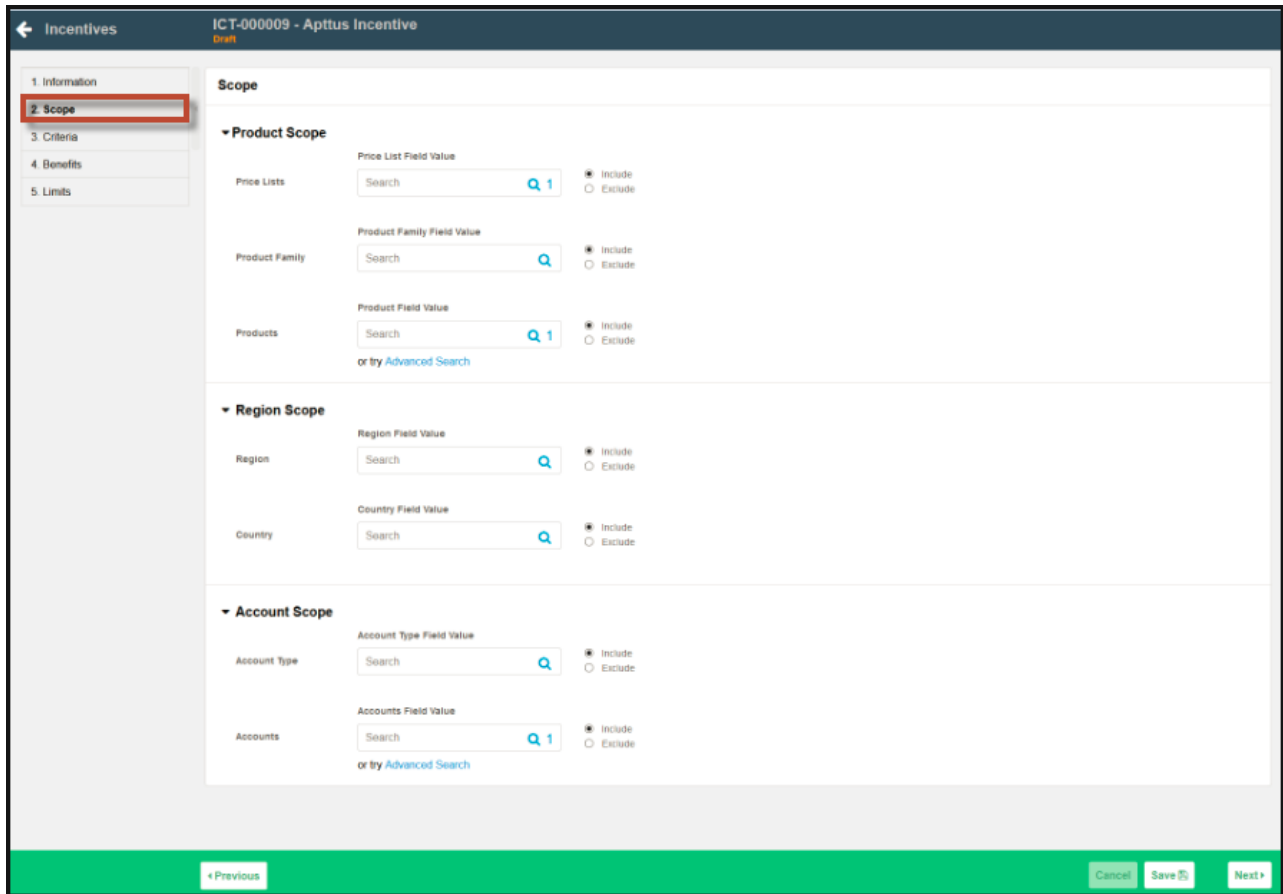 Incentives
ICT-000009 - Apttus Incentive
Draft
1. Information
2. Scope
3. Criteria
4. Benefits
5. Limits
Scope
Product Scope
Price List Field Value
Price Lists
Search
1
Include
Exclude
Product Family Field Value
Product Family
Search
Include
Exclude
Product Field Value
Products
Search
1
Include
Exclude
or try Advanced Search
Region Scope
Region Field Value
Region
Search
Include
Exclude
Country Field Value
Country
Search
Include
Exclude
Account Scope
Account Type Field Value
Account Type
Search
Include
Exclude
Accounts Field Value
Accounts
Search
1
Include
Exclude
or try Advanced Search
Previous
Cancel
Save
Next